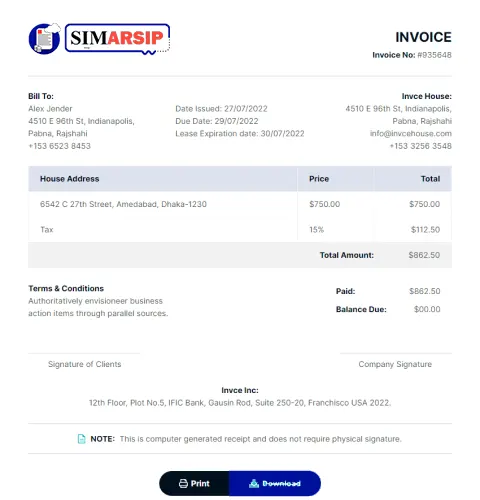 SIMARSIP
INVOICE
Invoice No: #935648
Bill To:
Alex Jender
4510 E 96th St, Indianapolis,
Pabna, Rajshahi
+153 6523 8453
Date Issued: 27/07/2022
Due Date: 29/07/2022
Lease Expiration date: 30/07/2022
Invce House:
4510 E 96th St, Indianapolis,
Pabna, Rajshahi
info@invcehouse.com
+153 3256 3548
House Address Price Total
6542 C 27th Street, Amedabad, Dhaka-1230 $750.00 $750.00
Tax 15% $112.50
Total Amount: $862.50
Terms & Conditions
Authoritatively envisioneer business
action items through parallel sources.
Paid: $862.50
Balance Due: $00.00
Signature of Clients
Company Signature
Invce Inc:
12th Floor, Plot No.5, IFIC Bank, Gausin Rod, Suite 250-20, Franchisco USA 2022.
NOTE: This is computer generated receipt and does not require physical signature.
Print
Download